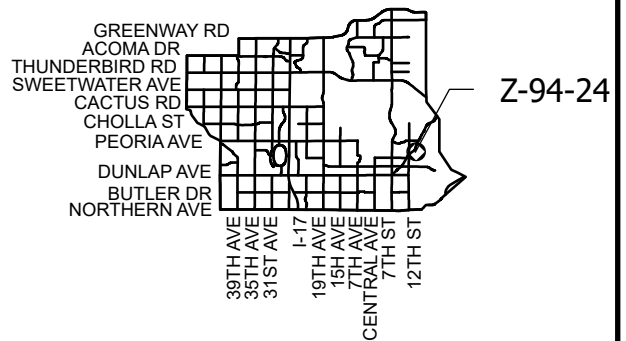 GREENWAY RD
ACOMA DR
THUNDERBIRD RD
SWEETWATER AVE
CACTUS RD
CHOLLA ST
PEORIA AVE
DUNLAP AVE
BUTLER DR
NORTHERN AVE
Z-94-24
39TH AVE
35TH AVE
31ST AVE
I-17
19TH AVE
15H AVE
7TH AVE
CENTRAL AVE
7TH ST
12TH ST